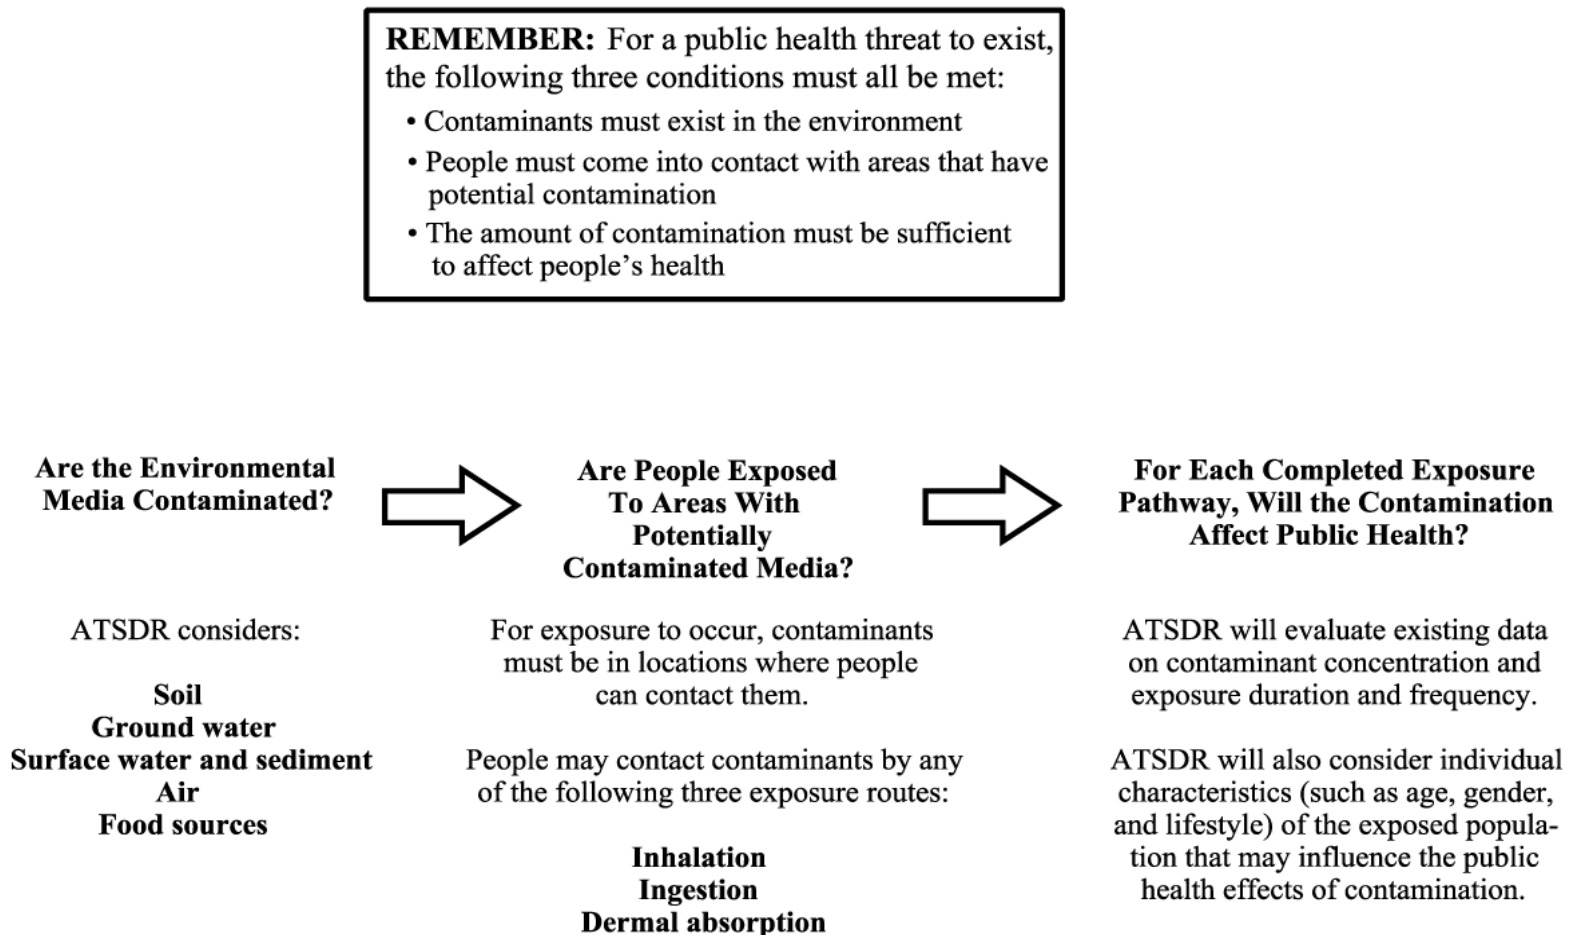 REMEMBER: For a public health threat to exist,
the following three conditions must all be met:
• Contaminants must exist in the environment
• People must come into contact with areas that have
potential contamination
• The amount of contamination must be sufficient
to affect people's health
Are the Environmental
Media Contaminated?
ATSDR considers:
Soil
Ground water
Surface water and sediment
Air
Food sources
Are People Exposed
To Areas With
Potentially
Contaminated Media?
For exposure to occur, contaminants
must be in locations where people
can contact them.
People may contact contaminants by any
of the following three exposure routes:
Inhalation
Ingestion
Dermal absorption
For Each Completed Exposure
Pathway, Will the Contamination
Affect Public Health?
ATSDR will evaluate existing data
on contaminant concentration and
exposure duration and frequency.
ATSDR will also consider individual
characteristics (such as age, gender,
and lifestyle) of the exposed popula-
tion that may influence the public
health effects of contamination.